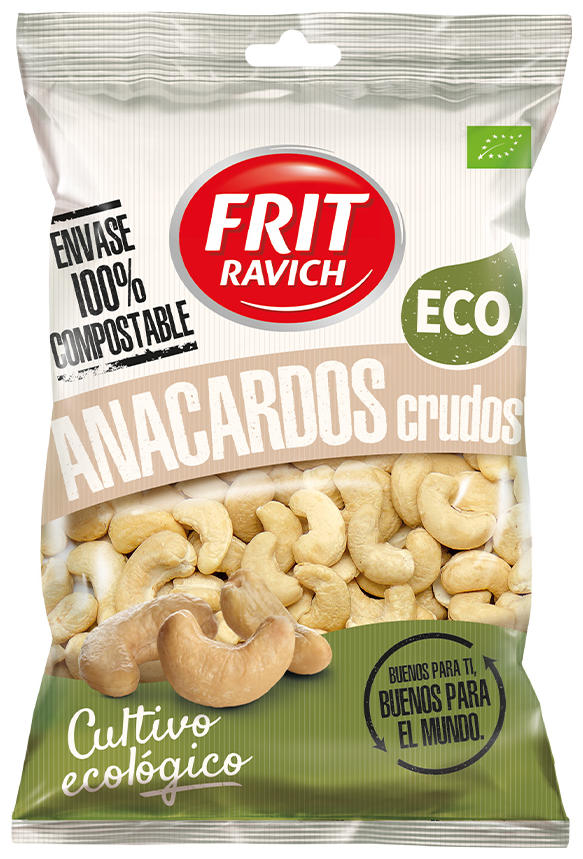 ENVASE
100%
COMPOSTABLE
FRIT
RAVICH
ECO
ANACARDOS crudos
Cultivo
ecológico
BUENOS PARA TI,
BUENOS PARA
EL MUNDO.